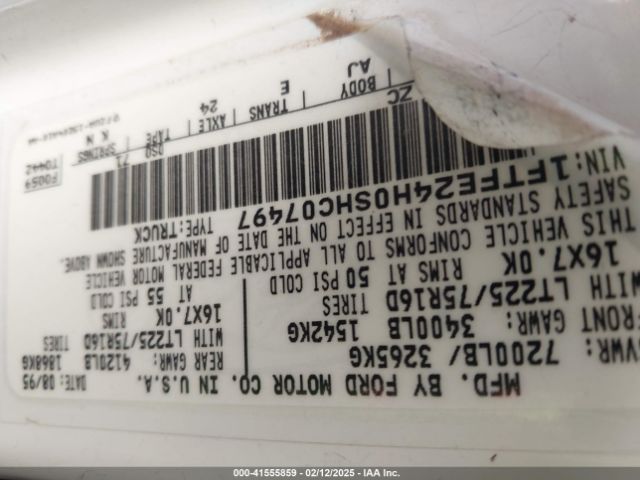 MFD. BY FORD MOTOR CO. IN U.S.A.
DATE: 08/95
GVWR: 7200LB/ 3265KG
FRONT GAWR: 3400LB
1542KG
REAR GAWR: 4120LB
1868KG
WITH LT225/75R16D TIRES
WITH LT225/75R16D TIRES
16X7.0K RIMS
16X7.0K RIMS
AT 50 PSI COLD
AT 55 PSI COLD
THIS VEHICLE CONFORMS TO ALL APPLICABLE FEDERAL MOTOR VEHICLE
SAFETY STANDARDS IN EFFECT ON THE DATE OF MANUFACTURE SHOWN ABOVE.
VIN: 1FTFE24H0SHC07497
TYPE: TRUCK
F0059
T0442
ZC
DSO
71
BODY TRANS AXLE TAPE SPRINGS
AJ E 24 K N
000-41555859 - 02/12/2025 - IAA Inc.